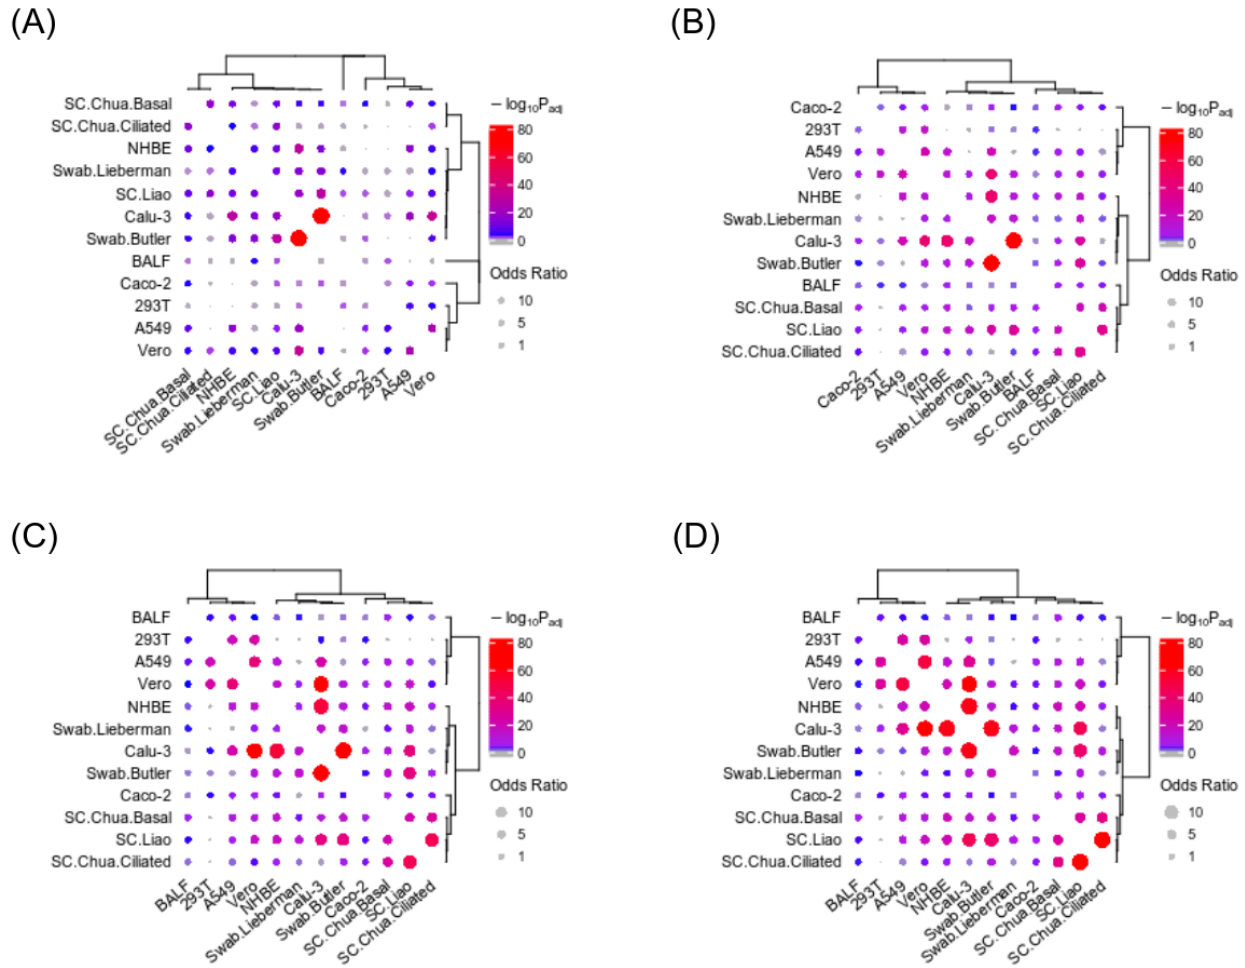 (A)
SC.Chua.Basal
SC.Chua.Ciliated
NHBE
Swab.Lieberman
SC.Liao
Calu-3
Swab.Butler
BALF
Caco-2
293T
A549
Vero
SC.Chua.Basal
SC.Chua.Ciliated
NHBE
Swab.Lieberman
SC.Liao
Calu-3
Swab.Butler
BALF
Caco-2
293T
A549
Vero
− log10Padj
80
60
40
20
0
Odds Ratio
10
5
1
(B)
Caco-2
293T
A549
Vero
NHBE
Swab.Lieberman
Calu-3
Swab.Butler
BALF
SC.Chua.Basal
SC.Liao
SC.Chua.Ciliated
Caco-2
293T
A549
Vero
NHBE
Swab.Lieberman
Calu-3
Swab.Butler
BALF
SC.Chua.Basal
SC.Liao
SC.Chua.Ciliated
− log10Padj
80
60
40
20
0
Odds Ratio
10
5
1
(C)
BALF
293T
A549
Vero
NHBE
Swab.Lieberman
Calu-3
Swab.Butler
Caco-2
SC.Chua.Basal
SC.Liao
SC.Chua.Ciliated
BALF
293T
A549
Vero
NHBE
Swab.Lieberman
Calu-3
Swab.Butler
Caco-2
SC.Chua.Basal
SC.Liao
SC.Chua.Ciliated
− log10Padj
80
60
40
20
0
Odds Ratio
10
5
1
(D)
BALF
293T
A549
Vero
NHBE
Calu-3
Swab.Butler
Swab.Lieberman
Caco-2
SC.Chua.Basal
SC.Liao
SC.Chua.Ciliated
BALF
293T
A549
Vero
NHBE
Calu-3
Swab.Butler
Swab.Lieberman
Caco-2
SC.Chua.Basal
SC.Liao
SC.Chua.Ciliated
− log10Padj
80
60
40
20
0
Odds Ratio
10
5
1